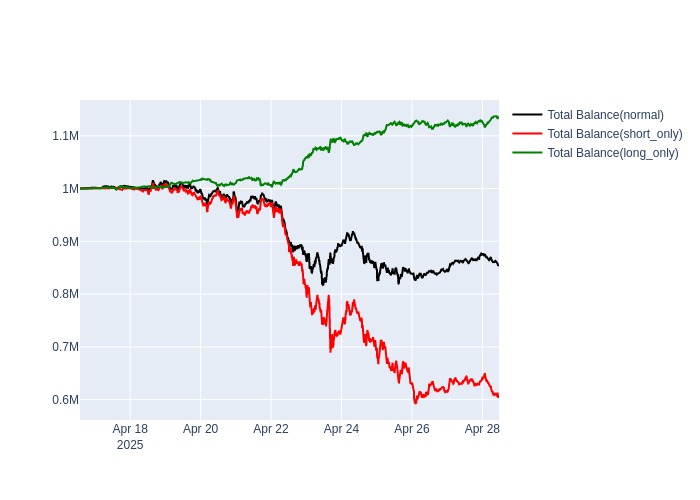 Total Balance(normal)
Total Balance(short_only)
Total Balance(long_only)
1.1M
1M
0.9M
0.8M
0.7M
0.6M
Apr 18
2025
Apr 20
Apr 22
Apr 24
Apr 26
Apr 28